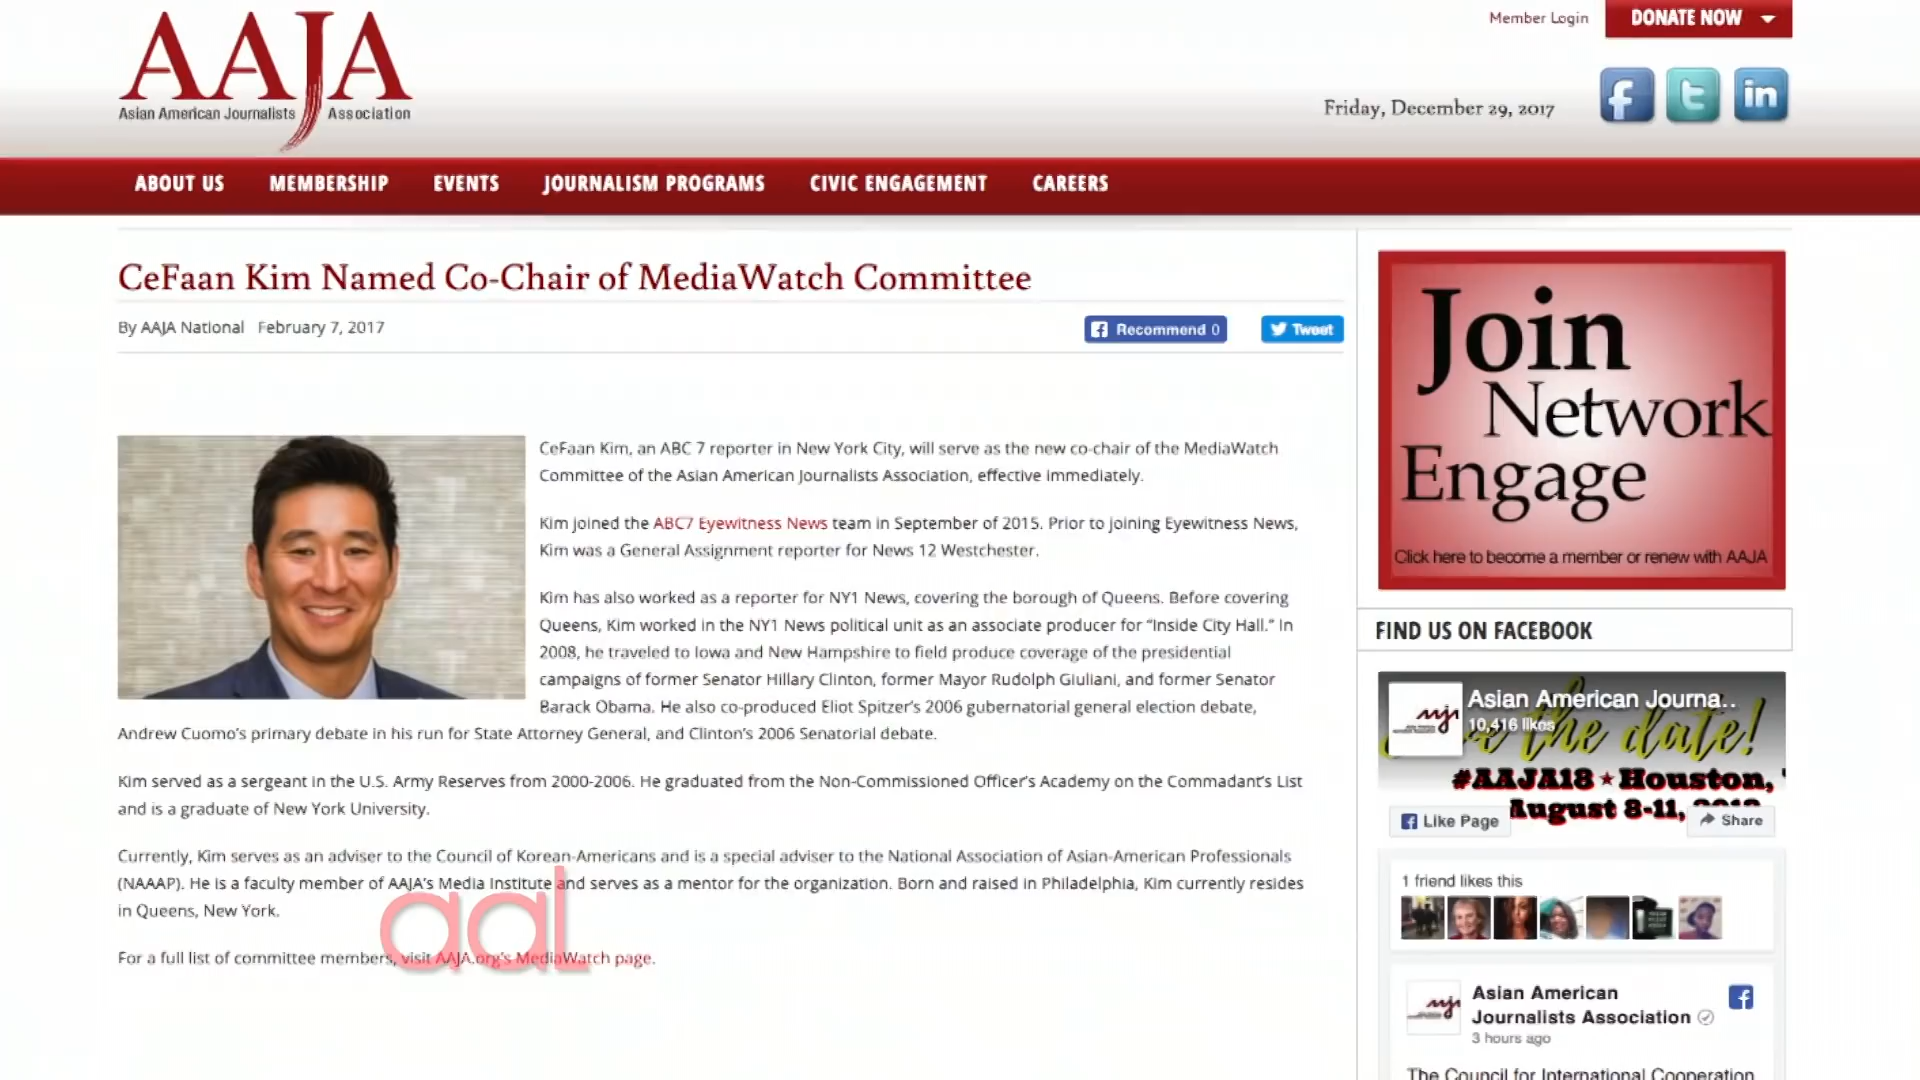 Member Login
DONATE NOW
AAJA
Asian American Journalists Association
Friday, December 29, 2017
ABOUT US MEMBERSHIP EVENTS JOURNALISM PROGRAMS CIVIC ENGAGEMENT CAREERS
CeFaan Kim Named Co-Chair of MediaWatch Committee
By AAJA National February 7, 2017
Recommend 0
Tweet
CeFaan Kim, an ABC 7 reporter in New York City, will serve as the new co-chair of the MediaWatch
Committee of the Asian American Journalists Association, effective immediately.
Kim joined the ABC7 Eyewitness News team in September of 2015. Prior to joining Eyewitness News,
Kim was a General Assignment reporter for News 12 Westchester.
Kim has also worked as a reporter for NY1 News, covering the borough of Queens. Before covering
Queens, Kim worked in the NY1 News political unit as an associate producer for “Inside City Hall.” In
2008, he traveled to Iowa and New Hampshire to field produce coverage of the presidential
campaigns of former Senator Hillary Clinton, former Mayor Rudolph Giuliani, and former Senator
Barack Obama. He also co-produced Eliot Spitzer’s 2006 gubernatorial general election debate,
Andrew Cuomo’s primary debate in his run for State Attorney General, and Clinton’s 2006 Senatorial debate.
Kim served as a sergeant in the U.S. Army Reserves from 2000-2006. He graduated from the Non-Commissioned Officer’s Academy on the Commadant’s List
and is a graduate of New York University.
Currently, Kim serves as an adviser to the Council of Korean-Americans and is a special adviser to the National Association of Asian-American Professionals
(NAAAP). He is a faculty member of AAJA’s Media Institute and serves as a mentor for the organization. Born and raised in Philadelphia, Kim currently resides
in Queens, New York.
For a full list of committee members, visit AAJA.org’s MediaWatch page.
aal
Join
Network
Engage
Click here to become a member or renew with AAJA
FIND US ON FACEBOOK
Asian American Journa..
10,416 likes
the date!
#AAJA18 ★ Houston,
August 8-11,
Like Page
Share
1 friend likes this
Asian American
Journalists Association
3 hours ago
The Council for International Cooperation